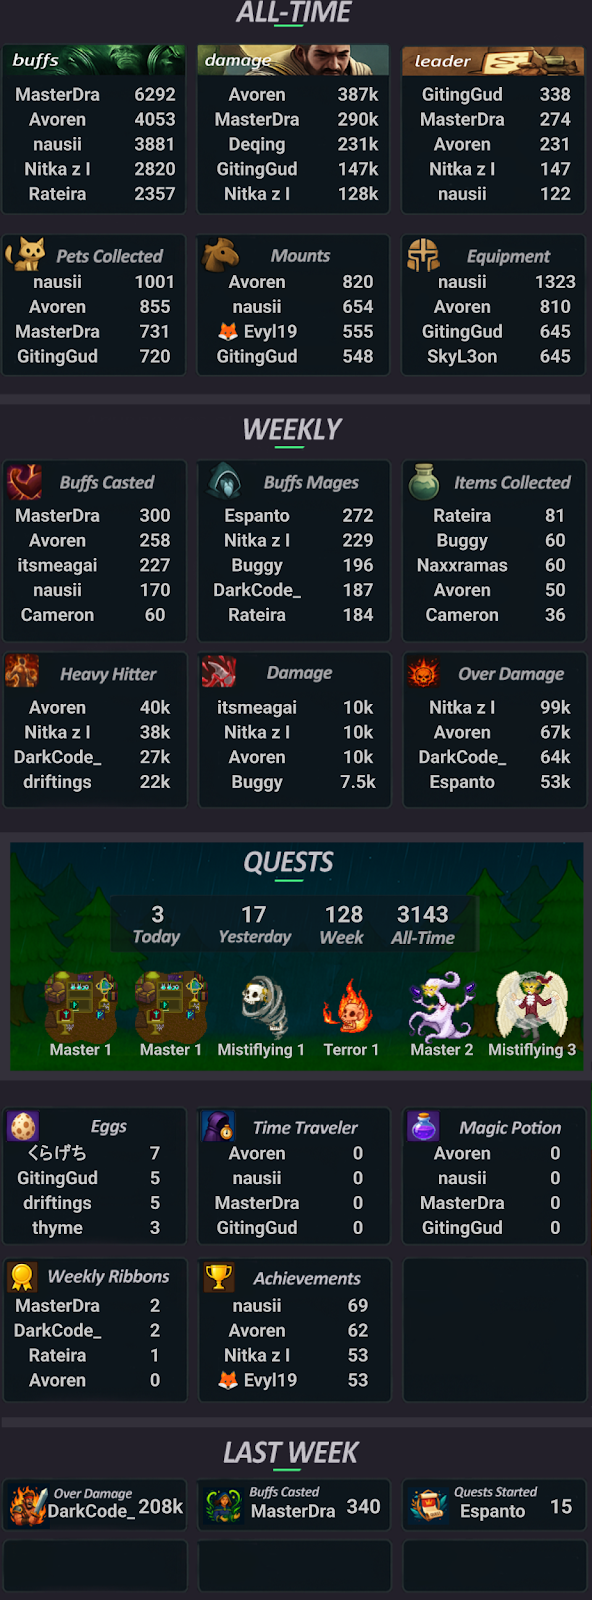 ALL-TIME
buffs
MasterDra 6292
Avoren 4053
nausii 3881
Nitka z I 2820
Rateira 2357
damage
Avoren 387k
MasterDra 290k
Deqing 231k
GitingGud 147k
Nitka z I 128k
leader
GitingGud 338
MasterDra 274
Avoren 231
Nitka z I 147
nausii 122
Pets Collected
nausii 1001
Avoren 855
MasterDra 731
GitingGud 720
Mounts
Avoren 820
nausii 654
🦊 Evyl19 555
GitingGud 548
Equipment
nausii 1323
Avoren 810
GitingGud 645
SkyL3on 645
WEEKLY
Buffs Casted
MasterDra 300
Avoren 258
itsmeagai 227
nausii 170
Cameron 60
Buffs Mages
Espanto 272
Nitka z I 229
Buggy 196
DarkCode_ 187
Rateira 184
Items Collected
Rateira 81
Buggy 60
Naxxramas 60
Avoren 50
Cameron 36
Heavy Hitter
Avoren 40k
Nitka z I 38k
DarkCode_ 27k
driftings 22k
Damage
itsmeagai 10k
Nitka z I 10k
Avoren 10k
Buggy 7.5k
Over Damage
Nitka z I 99k
Avoren 67k
DarkCode_ 64k
Espanto 53k
QUESTS
3 17 128 3143
Today Yesterday Week All-Time
Master 1 Master 1 Mistiflying 1 Terror 1 Master 2 Mistiflying 3
Eggs
くらげち 7
GitingGud 5
driftings 5
thyme 3
Time Traveler
Avoren 0
nausii 0
MasterDra 0
GitingGud 0
Magic Potion
Avoren 0
nausii 0
MasterDra 0
GitingGud 0
Weekly Ribbons
MasterDra 2
DarkCode_ 2
Rateira 1
Avoren 0
Achievements
nausii 69
Avoren 62
Nitka z I 53
🦊 Evyl19 53
LAST WEEK
Over Damage
DarkCode_ 208k
Buffs Casted
MasterDra 340
Quests Started
Espanto 15